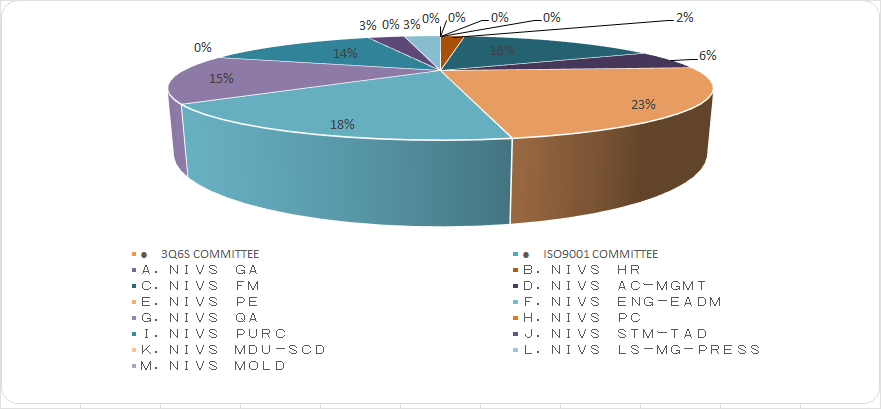 3% 0% 3% 0% 0% 0% 0% 2%
0% 14% 16% 6%
15% 23%
18%
● 3Q6S COMMITTEE ● ISO9001 COMMITTEE
A. NIVS GA B. NIVS HR
C. NIVS FM D. NIVS AC-MGMT
E. NIVS PE F. NIVS ENG-EADM
G. NIVS QA H. NIVS PC
I. NIVS PURC J. NIVS STM-TAD
K. NIVS MDU-SCD L. NIVS LS-MG-PRESS
M. NIVS MOLD